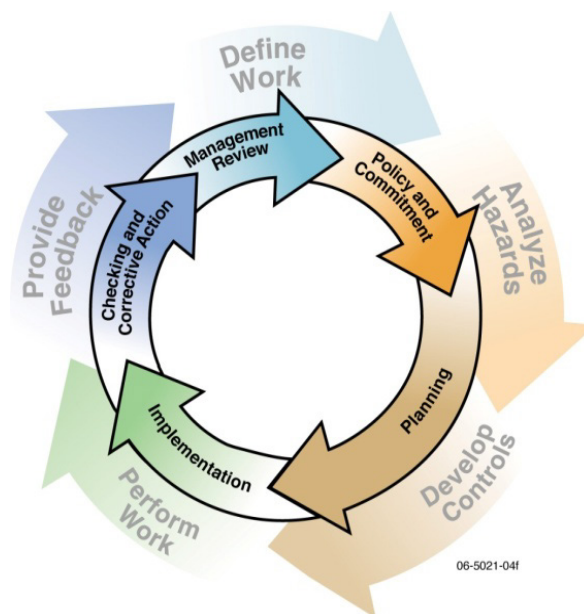 Define
Work
Management
Review
Policy and
Commitment
Analyze
Hazards
Planning
Develop
Controls
Implementation
Perform
Work
Checking and
Corrective Action
Provide
Feedback
06-5021-04f